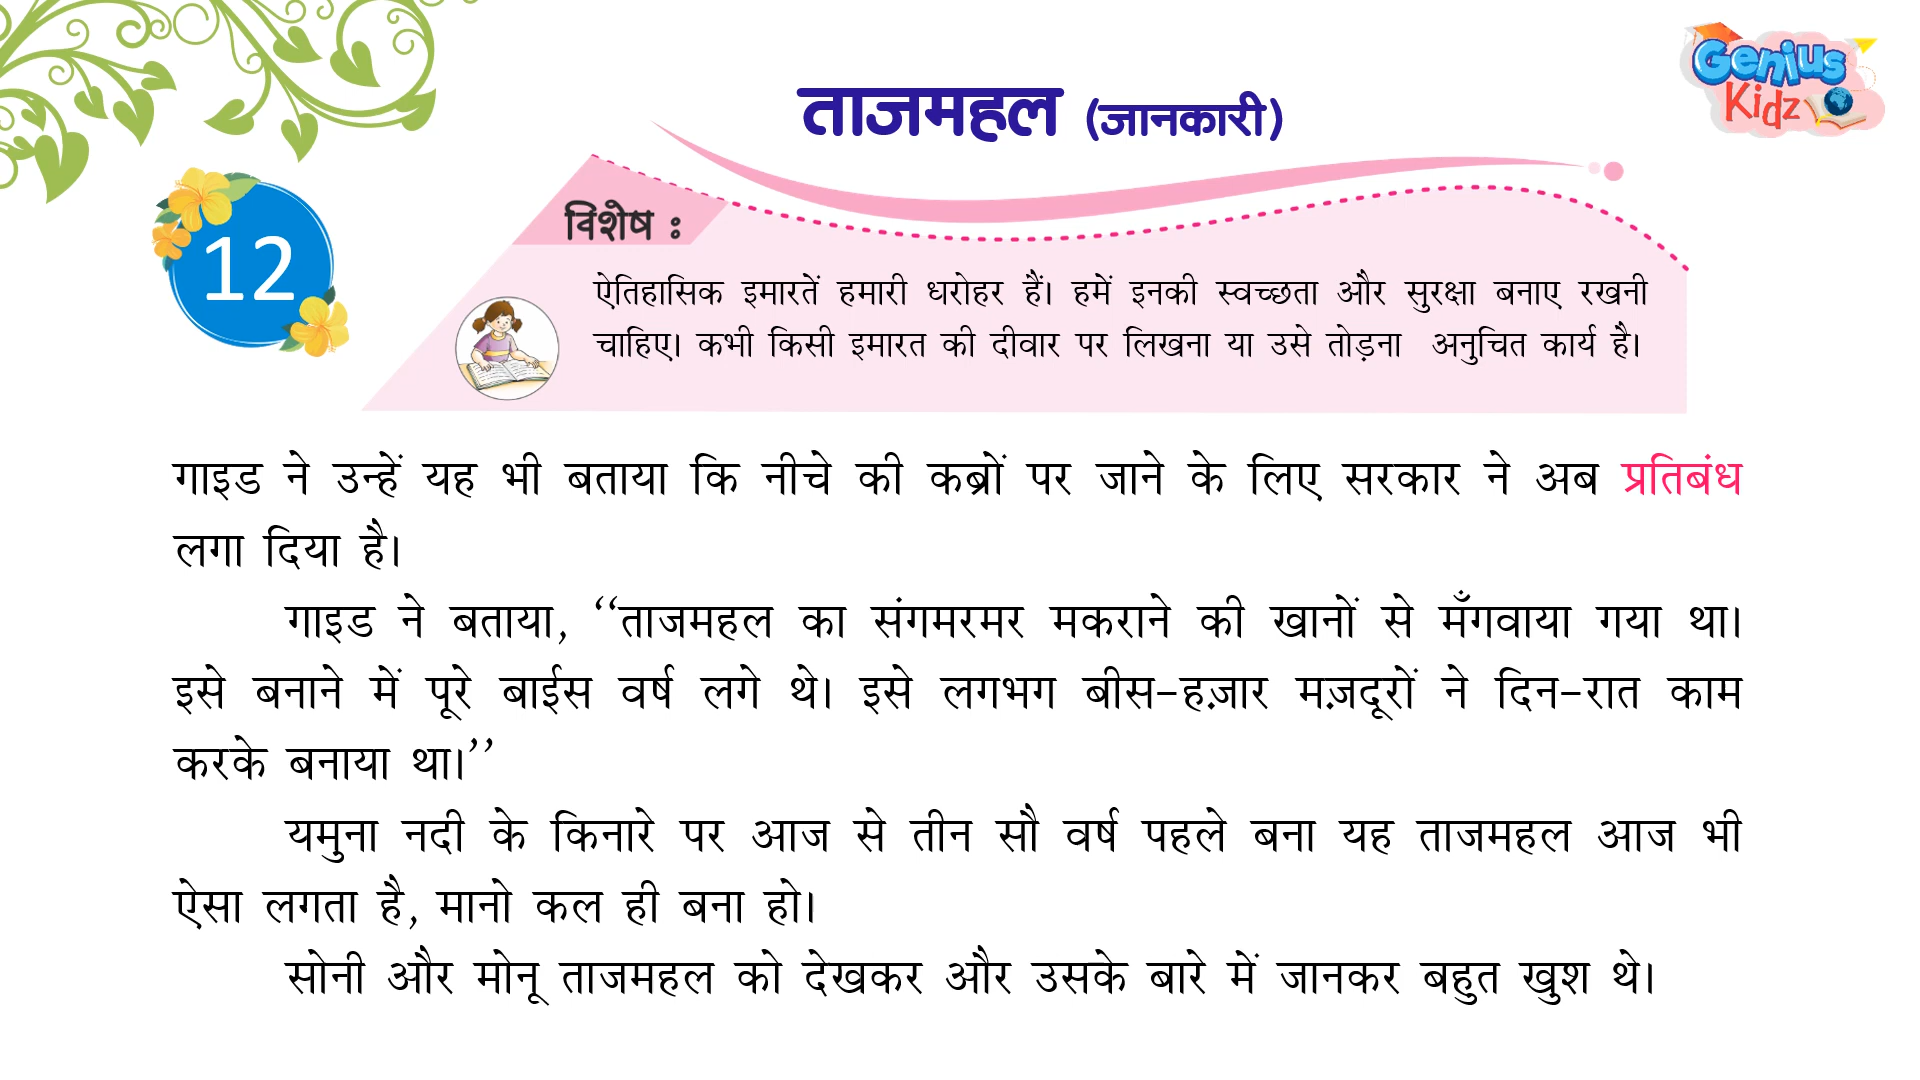 Genius
Kidz
ताजमहल (जानकारी)
12
विशेष :
ऐतिहासिक इमारतें हमारी धरोहर हैं। हमें इनकी स्वच्छता और सुरक्षा बनाए रखनी
चाहिए। कभी किसी इमारत की दीवार पर लिखना या उसे तोड़ना अनुचित कार्य है।
गाइड ने उन्हें यह भी बताया कि नीचे की कब्रों पर जाने के लिए सरकार ने अब प्रतिबंध
लगा दिया है।
गाइड ने बताया, ‘‘ताजमहल का संगमरमर मकराने की खानों से मँगवाया गया था।
इसे बनाने में पूरे बाईस वर्ष लगे थे। इसे लगभग बीस-हज़ार मज़दूरों ने दिन-रात काम
करके बनाया था।’’
यमुना नदी के किनारे पर आज से तीन सौ वर्ष पहले बना यह ताजमहल आज भी
ऐसा लगता है, मानो कल ही बना हो।
सोनी और मोनू ताजमहल को देखकर और उसके बारे में जानकर बहुत खुश थे।